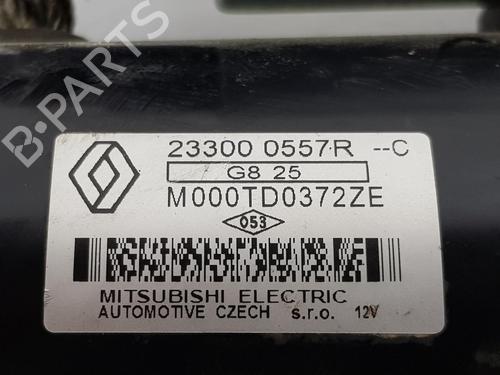 B-PARTS
23300 0557R --C
G8 25
M000TD0372ZE
053
MITSUBISHI ELECTRIC
AUTOMOTIVE CZECH s.r.o. 12V